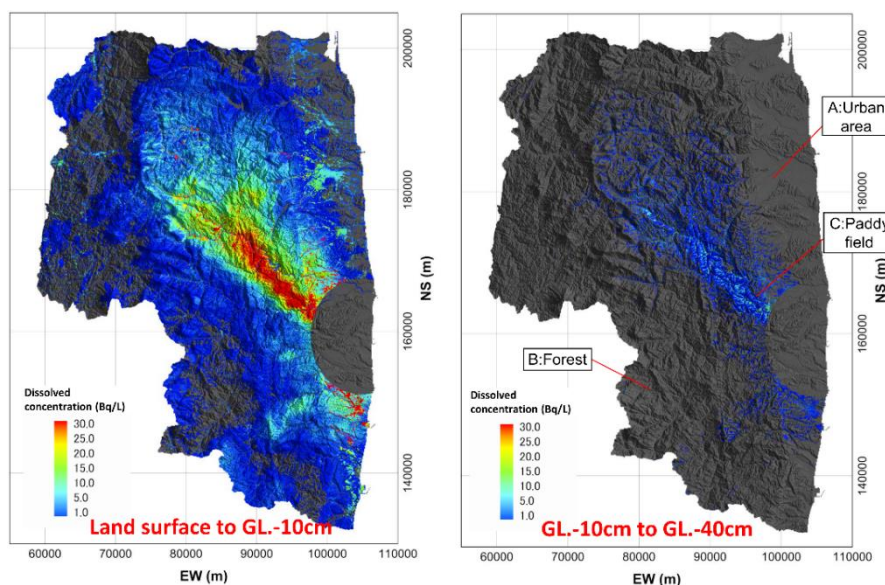 200000
180000
160000
140000
NS (m)
Dissolved
concentration (Bq/L)
30.0
25.0
20.0
15.0
10.0
5.0
1.0
Land surface to GL.-10cm
60000 70000 80000 90000 100000 110000
EW (m)
A:Urban
area
C:Paddy
field
B:Forest
200000
180000
160000
140000
NS (m)
Dissolved
concentration (Bq/L)
30.0
25.0
20.0
15.0
10.0
5.0
1.0
GL.-10cm to GL.-40cm
60000 70000 80000 90000 100000 110000
EW (m)